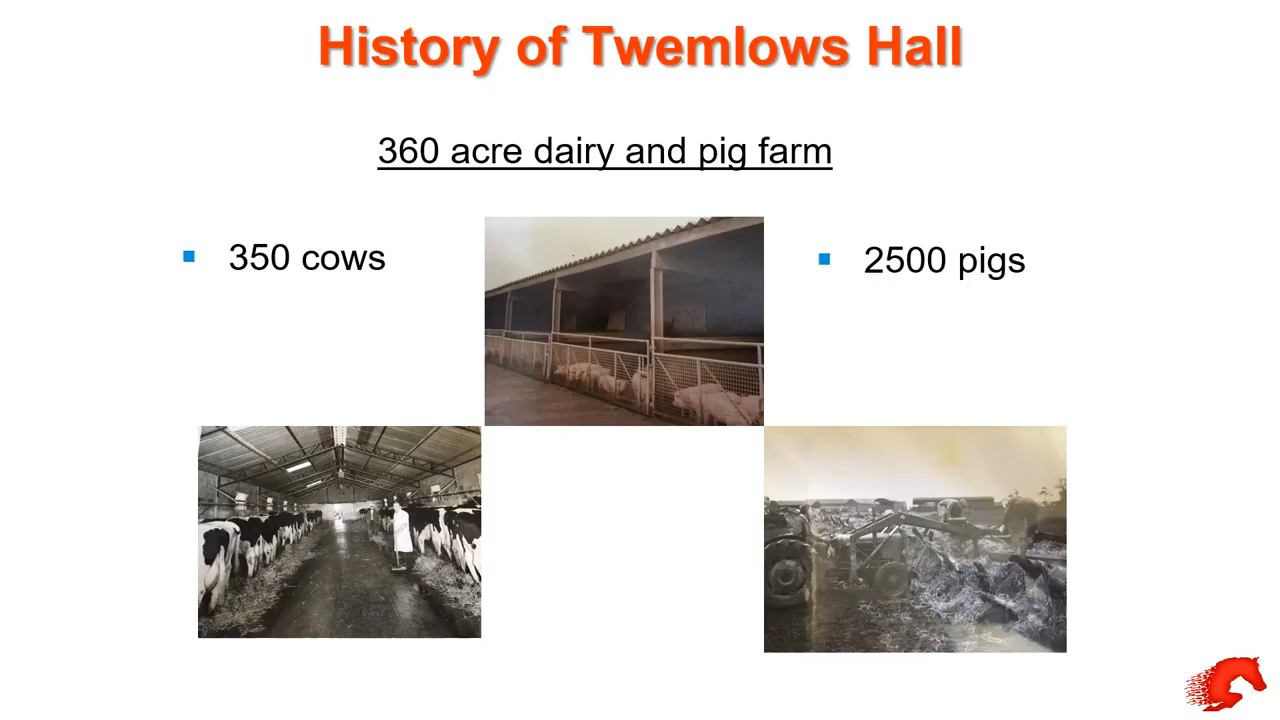 History of Twemlows Hall
360 acre dairy and pig farm
350 cows
2500 pigs